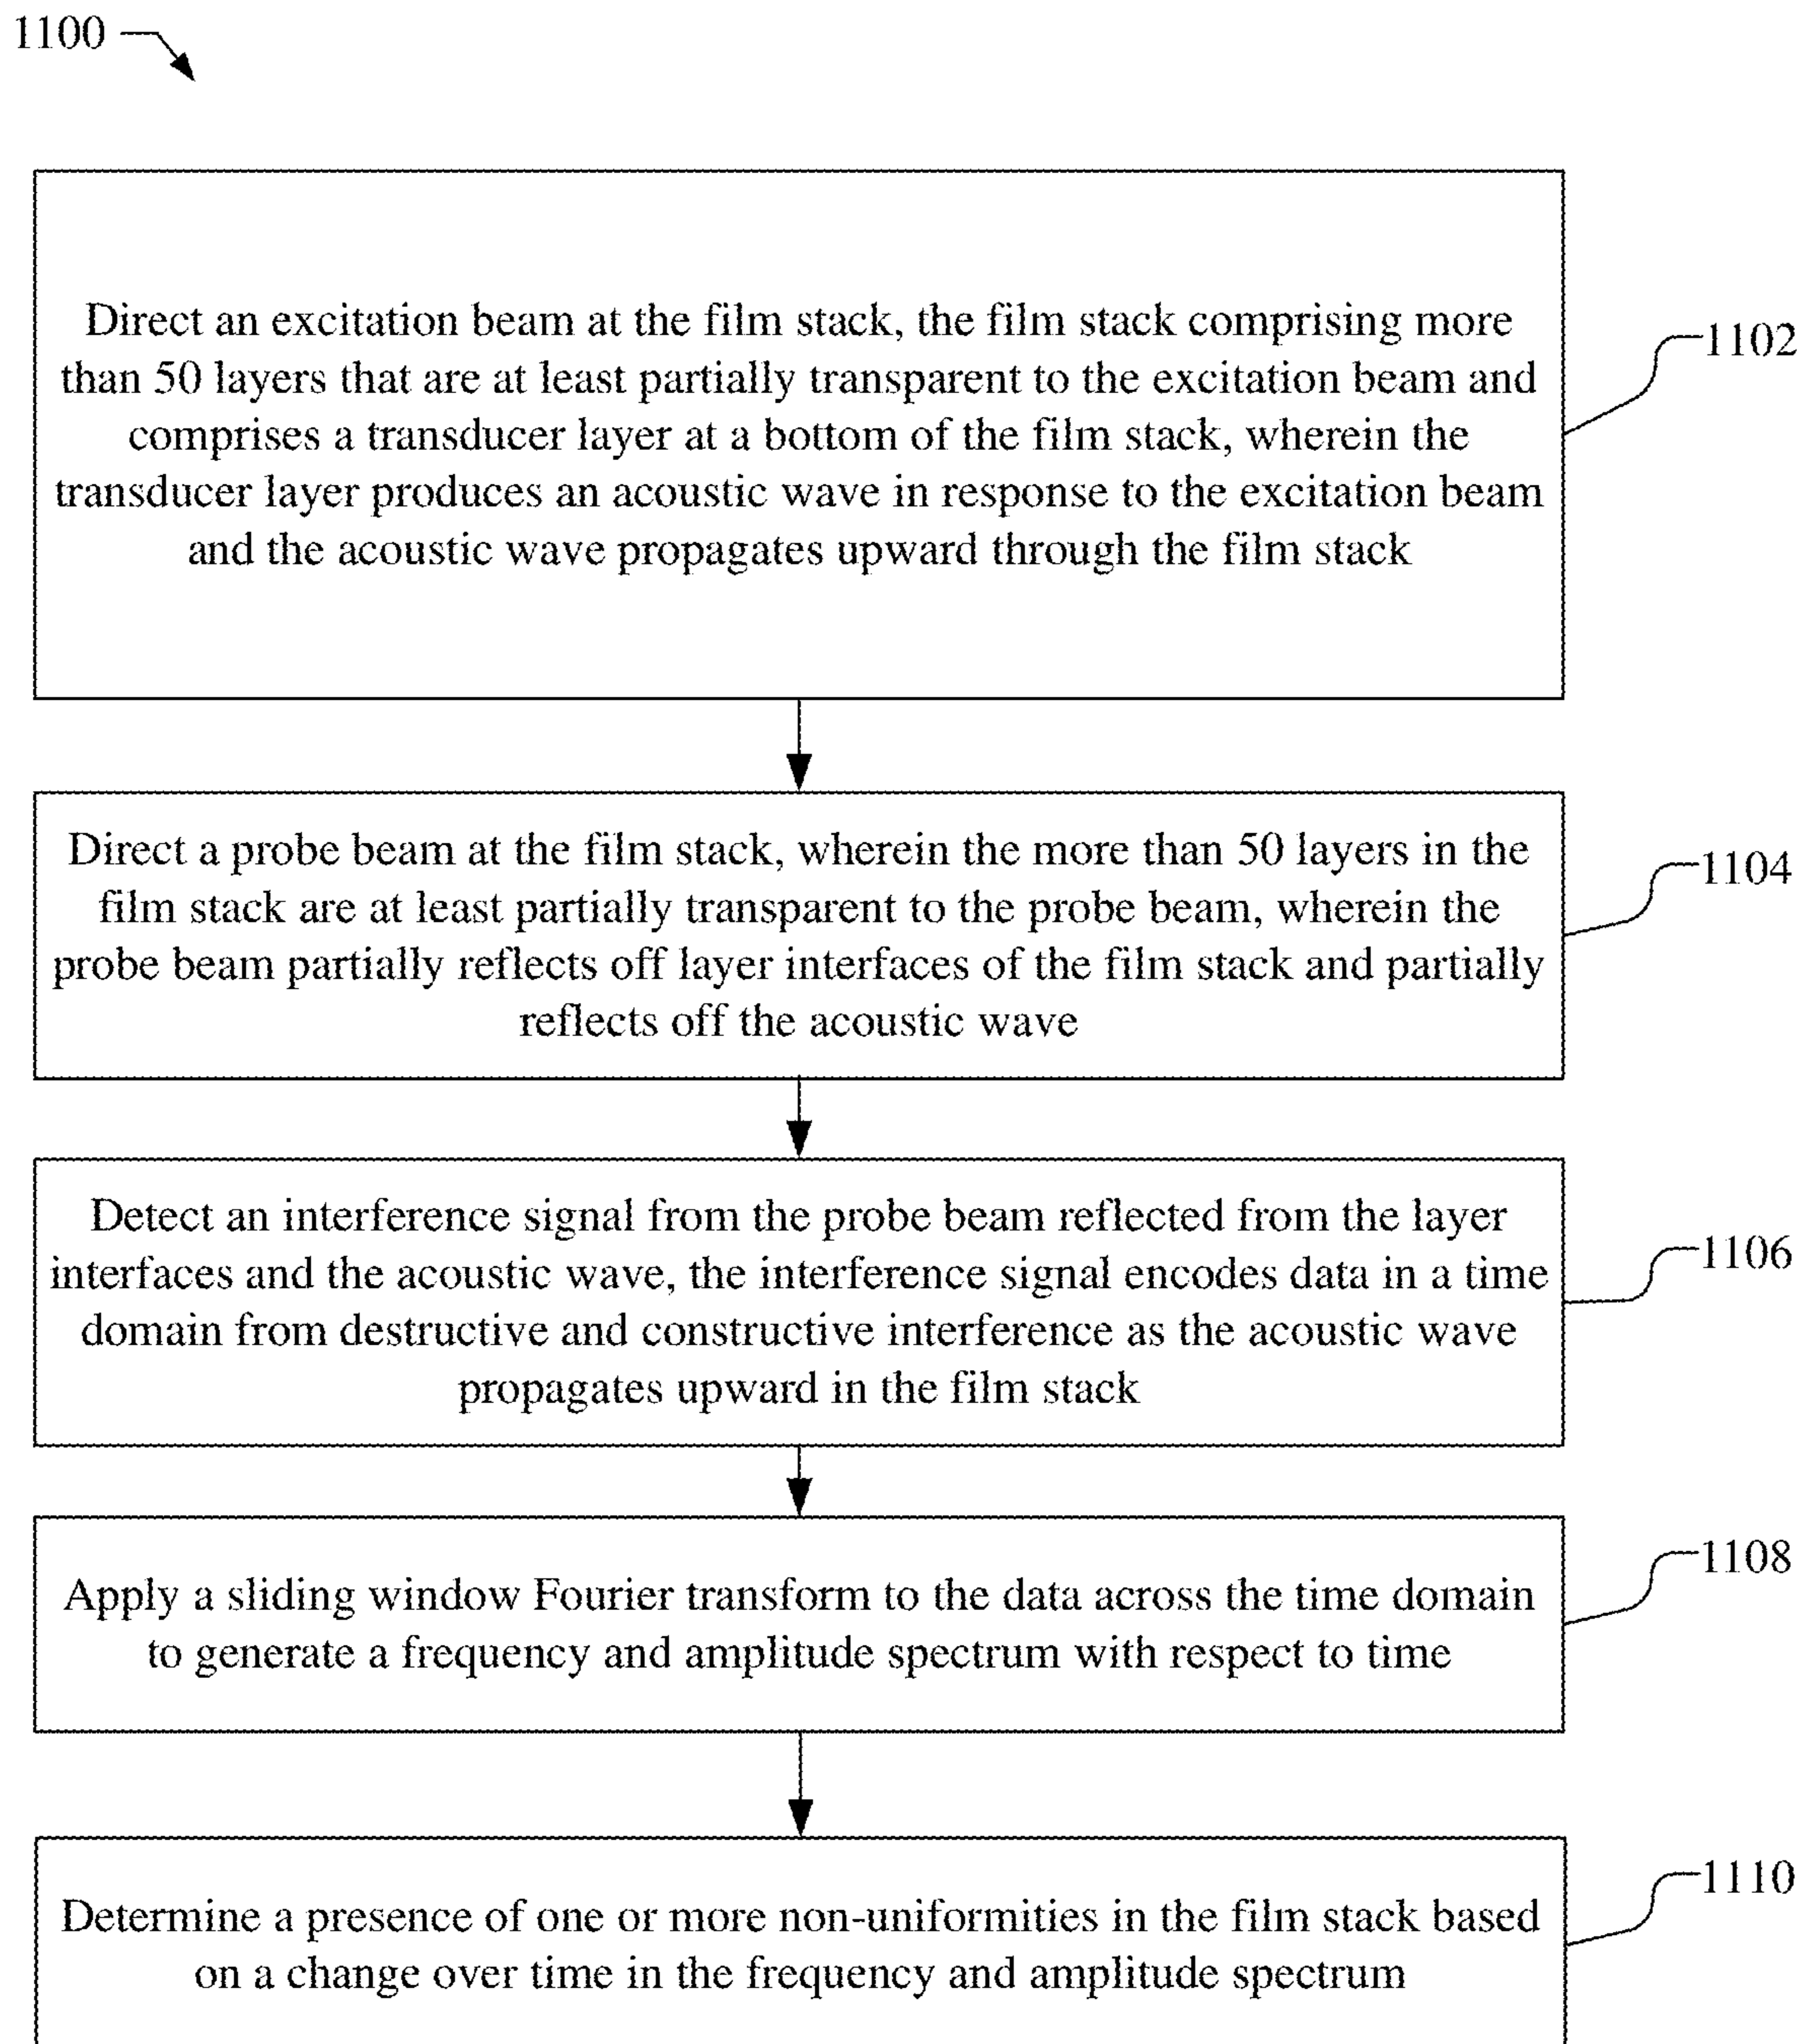 1100
Direct an excitation beam at the film stack, the film stack comprising more
than 50 layers that are at least partially transparent to the excitation beam and
comprises a transducer layer at a bottom of the film stack, wherein the
transducer layer produces an acoustic wave in response to the excitation beam
and the acoustic wave propagates upward through the film stack
1102
Direct a probe beam at the film stack, wherein the more than 50 layers in the
film stack are at least partially transparent to the probe beam, wherein the
probe beam partially reflects off layer interfaces of the film stack and partially
reflects off the acoustic wave
1104
Detect an interference signal from the probe beam reflected from the layer
interfaces and the acoustic wave, the interference signal encodes data in a time
domain from destructive and constructive interference as the acoustic wave
propagates upward in the film stack
1106
Apply a sliding window Fourier transform to the data across the time domain
to generate a frequency and amplitude spectrum with respect to time
1108
Determine a presence of one or more non-uniformities in the film stack based
on a change over time in the frequency and amplitude spectrum
1110